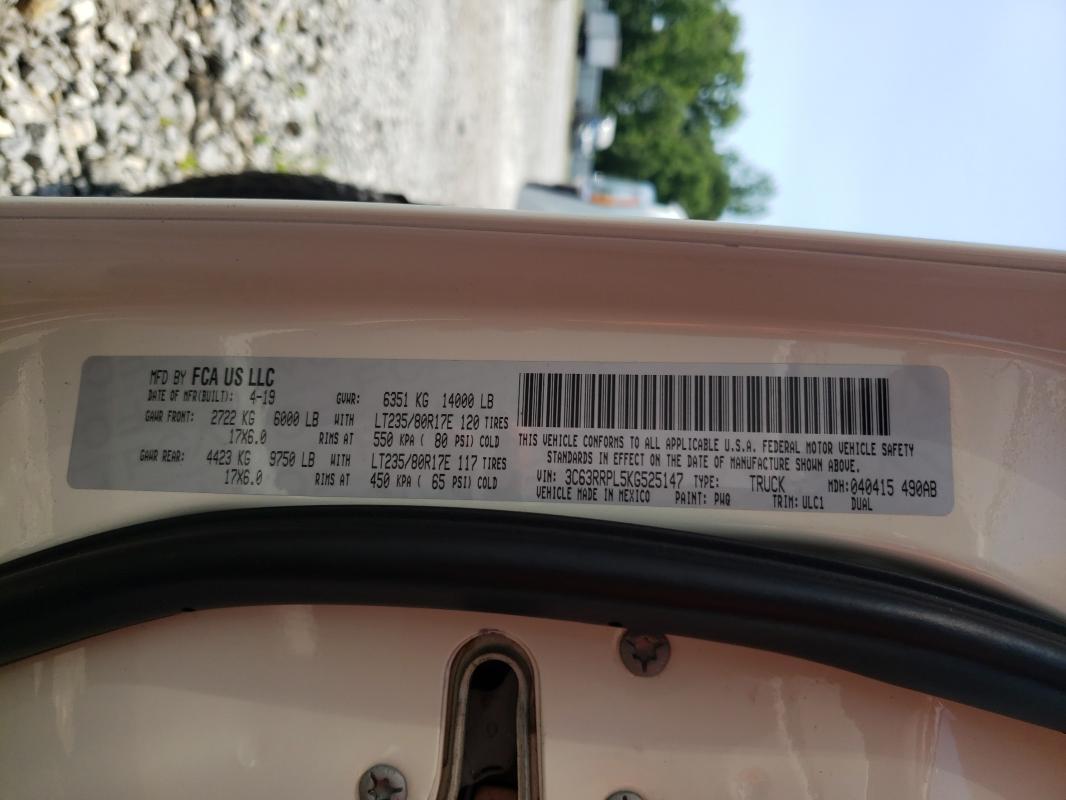 MFD BY FCA US LLC
DATE OF MFR(BUILT): 4-19 GVWR: 6351 KG 14000 LB
GAWR FRONT: 2722 KG 6000 LB WITH LT235/80R17E 120 TIRES
17X6.0 RIMS AT 550 KPA ( 80 PSI) COLD
GAWR REAR: 4423 KG 9750 LB WITH LT235/80R17E 117 TIRES
17X6.0 RIMS AT 450 KPA ( 65 PSI) COLD
THIS VEHICLE CONFORMS TO ALL APPLICABLE U.S.A. FEDERAL MOTOR VEHICLE SAFETY
STANDARDS IN EFFECT ON THE DATE OF MANUFACTURE SHOWN ABOVE.
VIN: 3C63RRPL5KG525147 TYPE: TRUCK MDH:040415 490AB
VEHICLE MADE IN MEXICO PAINT: PWQ TRIM: ULC1 DUAL